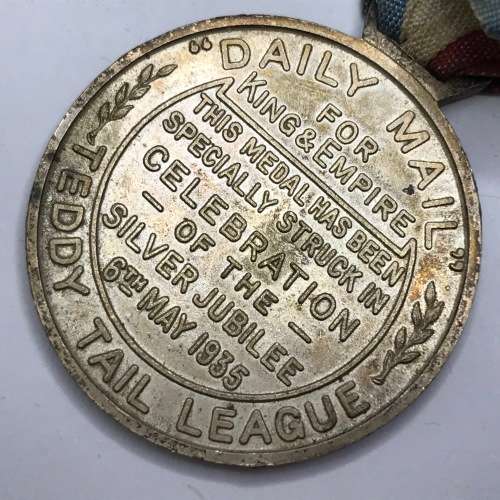 "DAILY MAIL"
FOR
KING & EMPIRE
THIS MEDAL HAS BEEN
SPECIALLY STRUCK IN
CELEBRATION
— OF THE —
SILVER JUBILEE
6TH MAY 1935
TEDDY TAIL LEAGUE